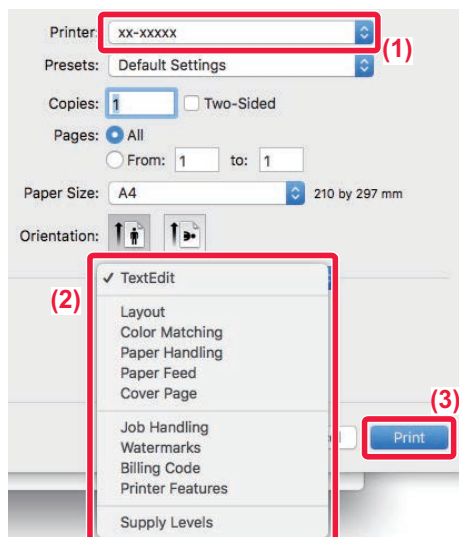 Printer: xx-xxxxx
(1)
Presets: Default Settings
Copies: 1 Two-Sided
Pages: All
From: 1 to: 1
Paper Size: A4 210 by 297 mm
Orientation:
✓ TextEdit
(2)
Layout
Color Matching
Paper Handling
Paper Feed
Cover Page
(3)
Job Handling
Print
Watermarks
Billing Code
Printer Features
Supply Levels